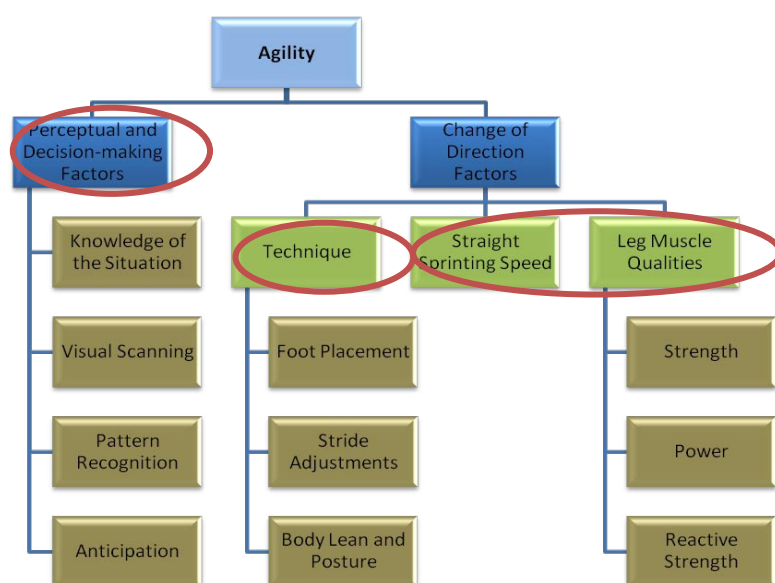 Agility
Perceptual and
Decision-making
Factors
Change of
Direction
Factors
Knowledge of
the Situation
Technique
Straight
Sprinting Speed
Leg Muscle
Qualities
Visual Scanning
Foot Placement
Strength
Pattern
Recognition
Stride
Adjustments
Power
Anticipation
Body Lean and
Posture
Reactive
Strength